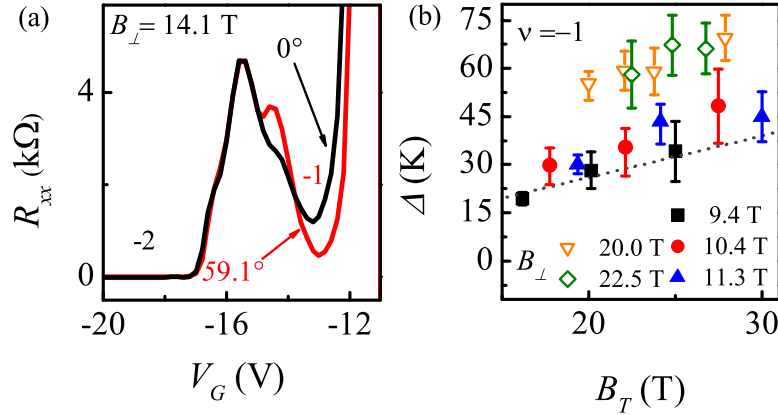 (a)
B⊥ = 14.1 T
0°
4
-1
-2
59.1°
0
R_xx (kΩ)
-20 -16 -12
V_G (V)
(b)
ν = -1
75
60
45
30
15
0
Δ (K)
B⊥
9.4 T
20.0 T 10.4 T
22.5 T 11.3 T
20 30
B_T (T)